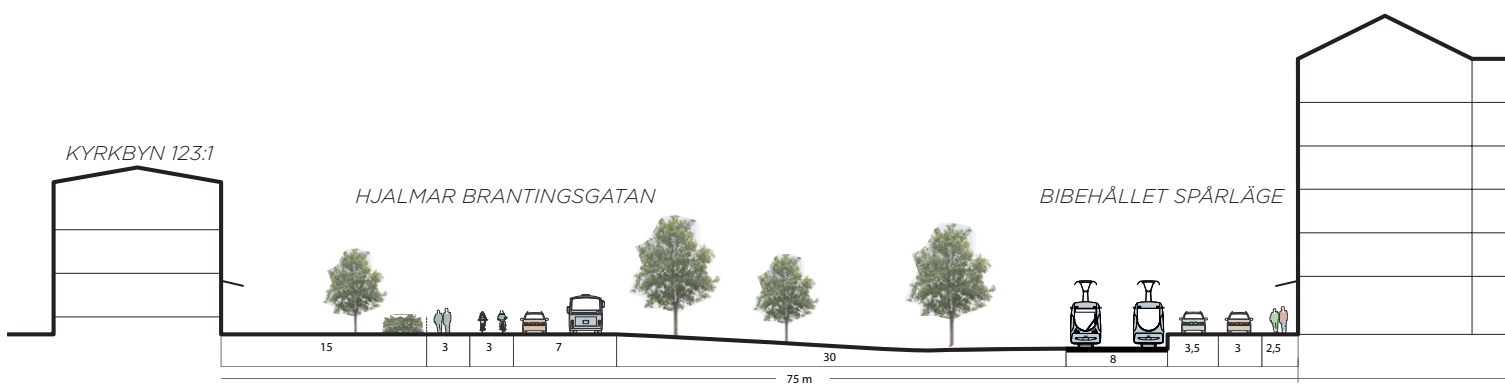 KYRKBYN 123:1
HJALMAR BRANTINGSGATAN
BIBEHÅLLET SPÅRLÄGE
15
3
3
7
30
8
3,5
3
2,5
75 m